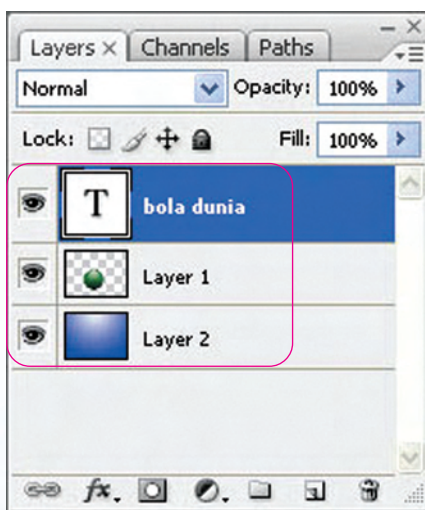 Layers × Channels Paths
Normal Opacity: 100%
Lock: Fill: 100%
T bola dunia
Layer 1
Layer 2
fx.